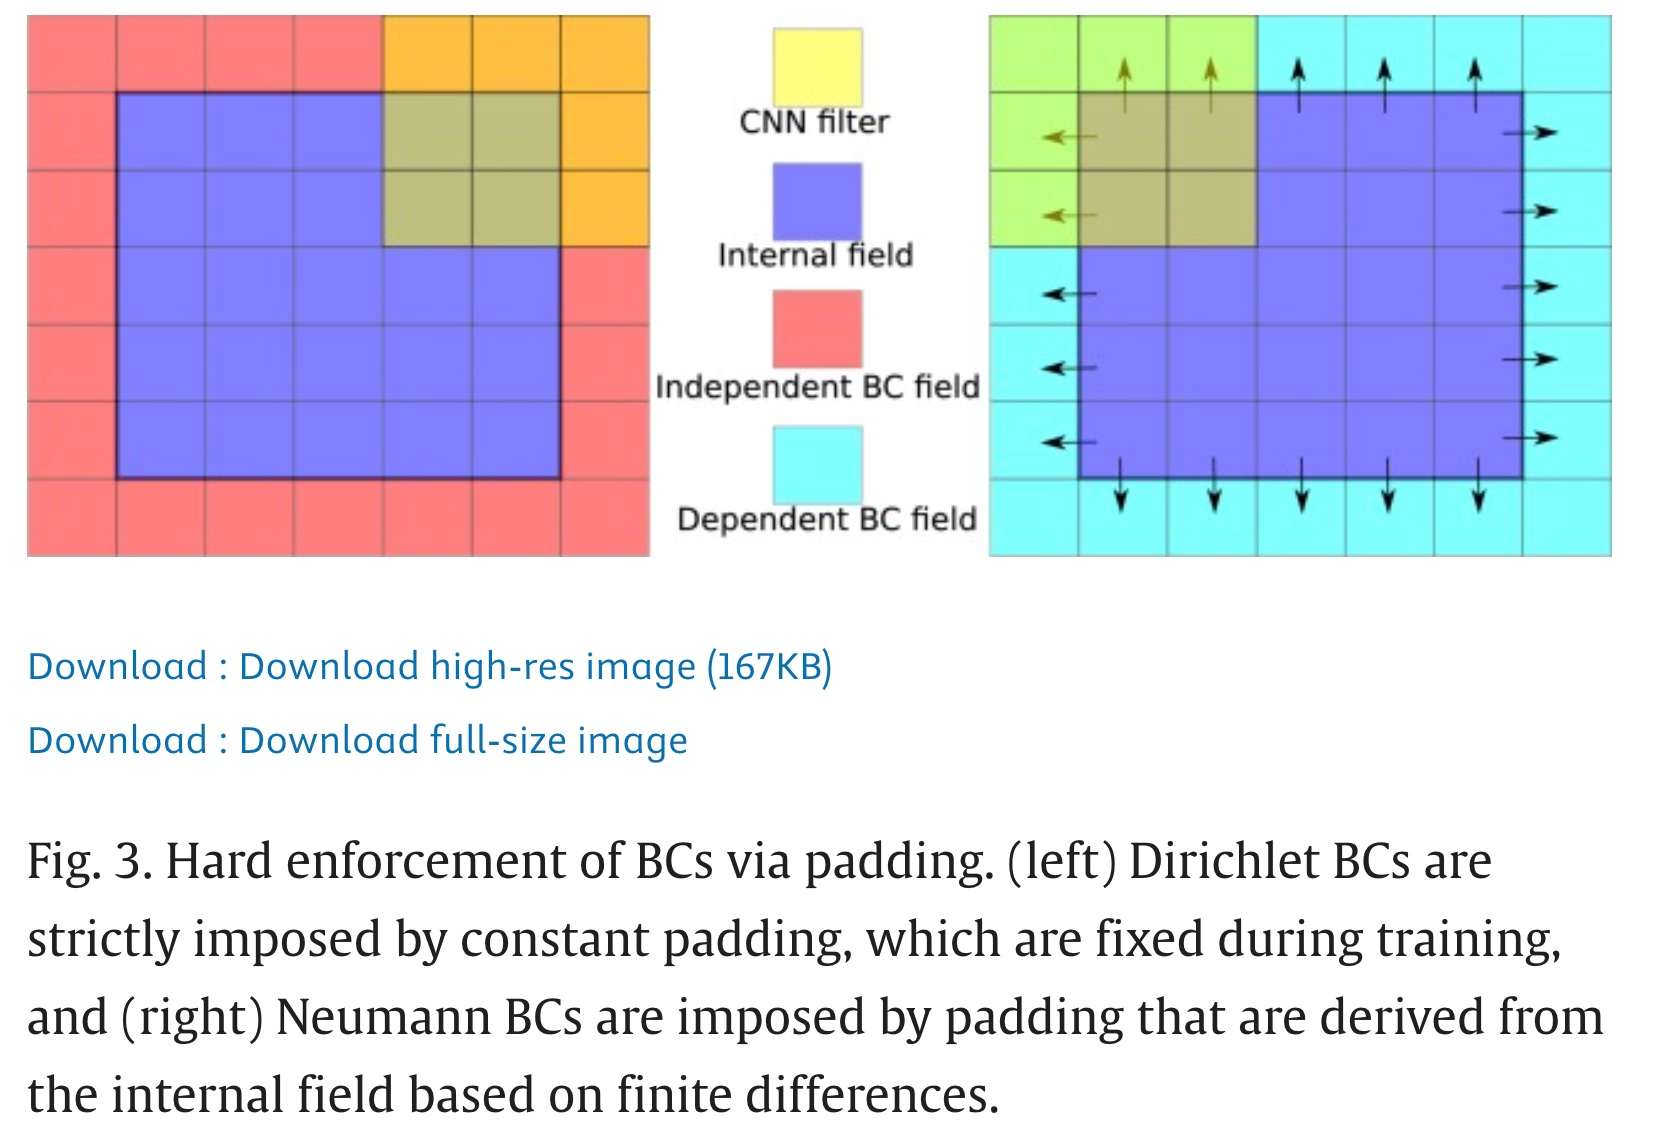 CNN filter
Internal field
Independent BC field
Dependent BC field
Download : Download high-res image (167KB)
Download : Download full-size image
Fig. 3. Hard enforcement of BCs via padding. (left) Dirichlet BCs are
strictly imposed by constant padding, which are fixed during training,
and (right) Neumann BCs are imposed by padding that are derived from
the internal field based on finite differences.